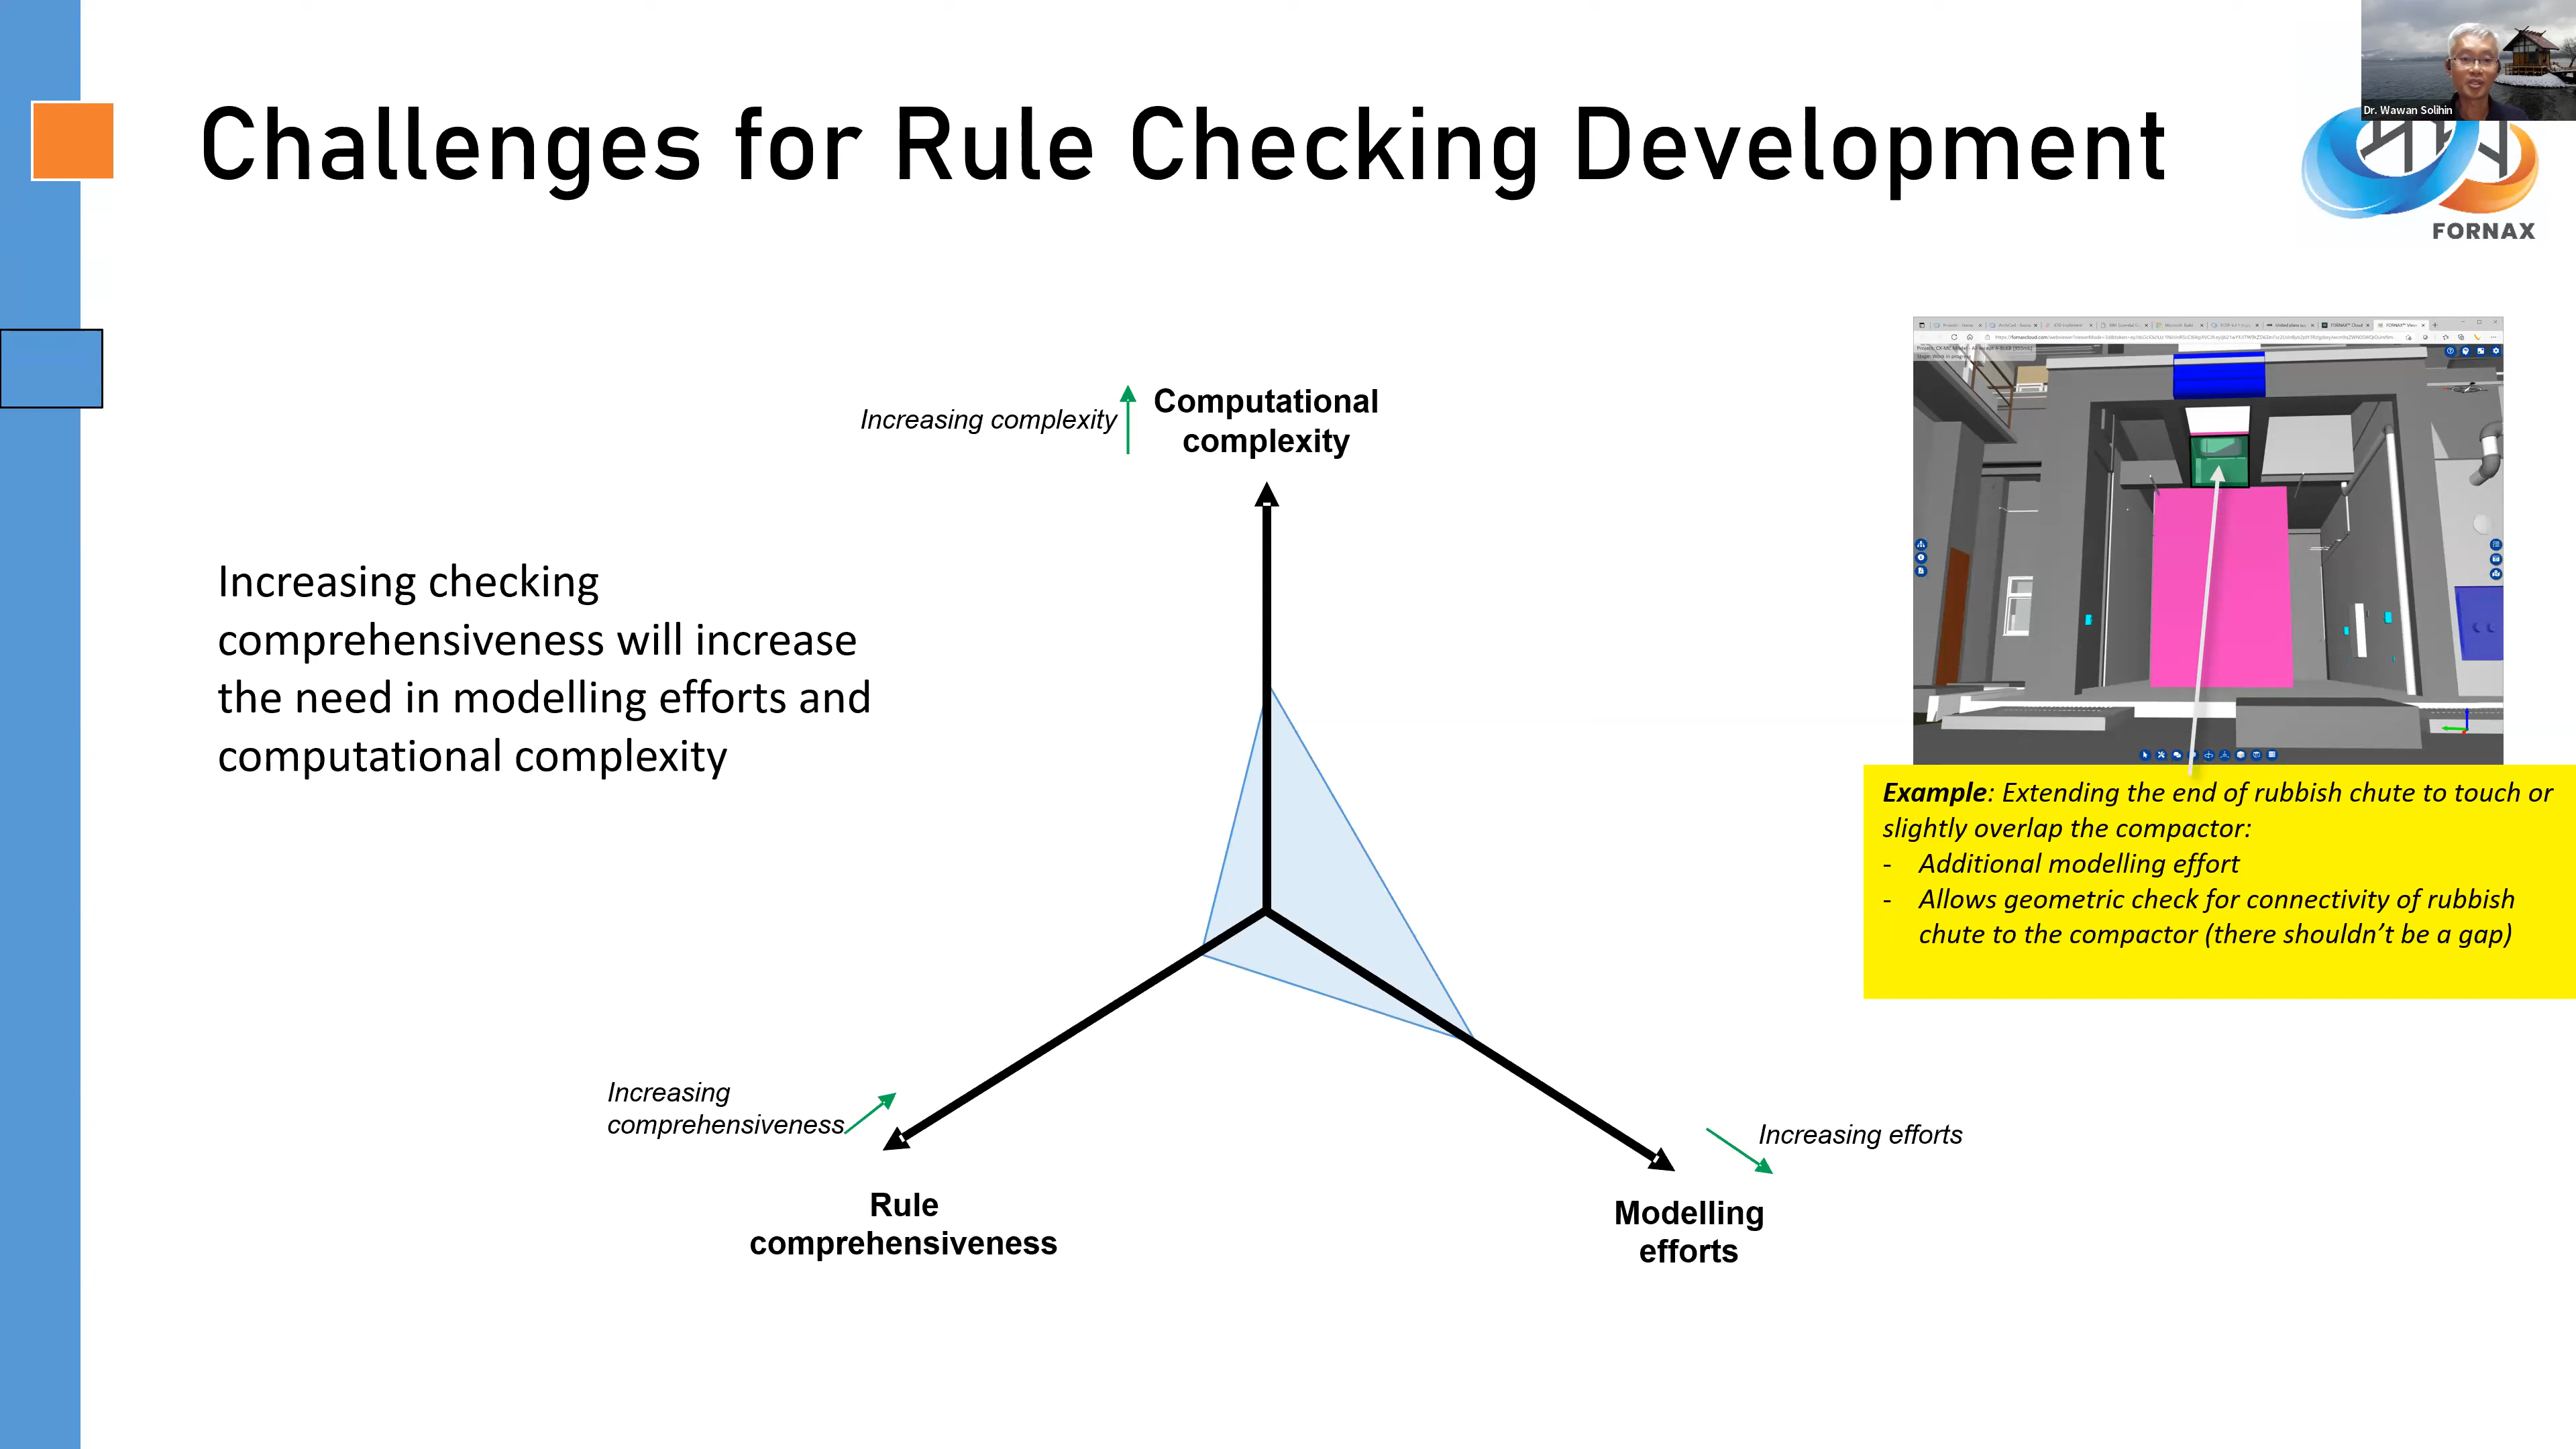 Dr. Wawan Solihin
Challenges for Rule Checking Development
FORNAX
Increasing complexity
Computational
complexity
Increasing checking
comprehensiveness will increase
the need in modelling efforts and
computational complexity
Example: Extending the end of rubbish chute to touch or
slightly overlap the compactor:
- Additional modelling effort
- Allows geometric check for connectivity of rubbish
chute to the compactor (there shouldn't be a gap)
Increasing
comprehensiveness
Increasing efforts
Rule
comprehensiveness
Modelling
efforts